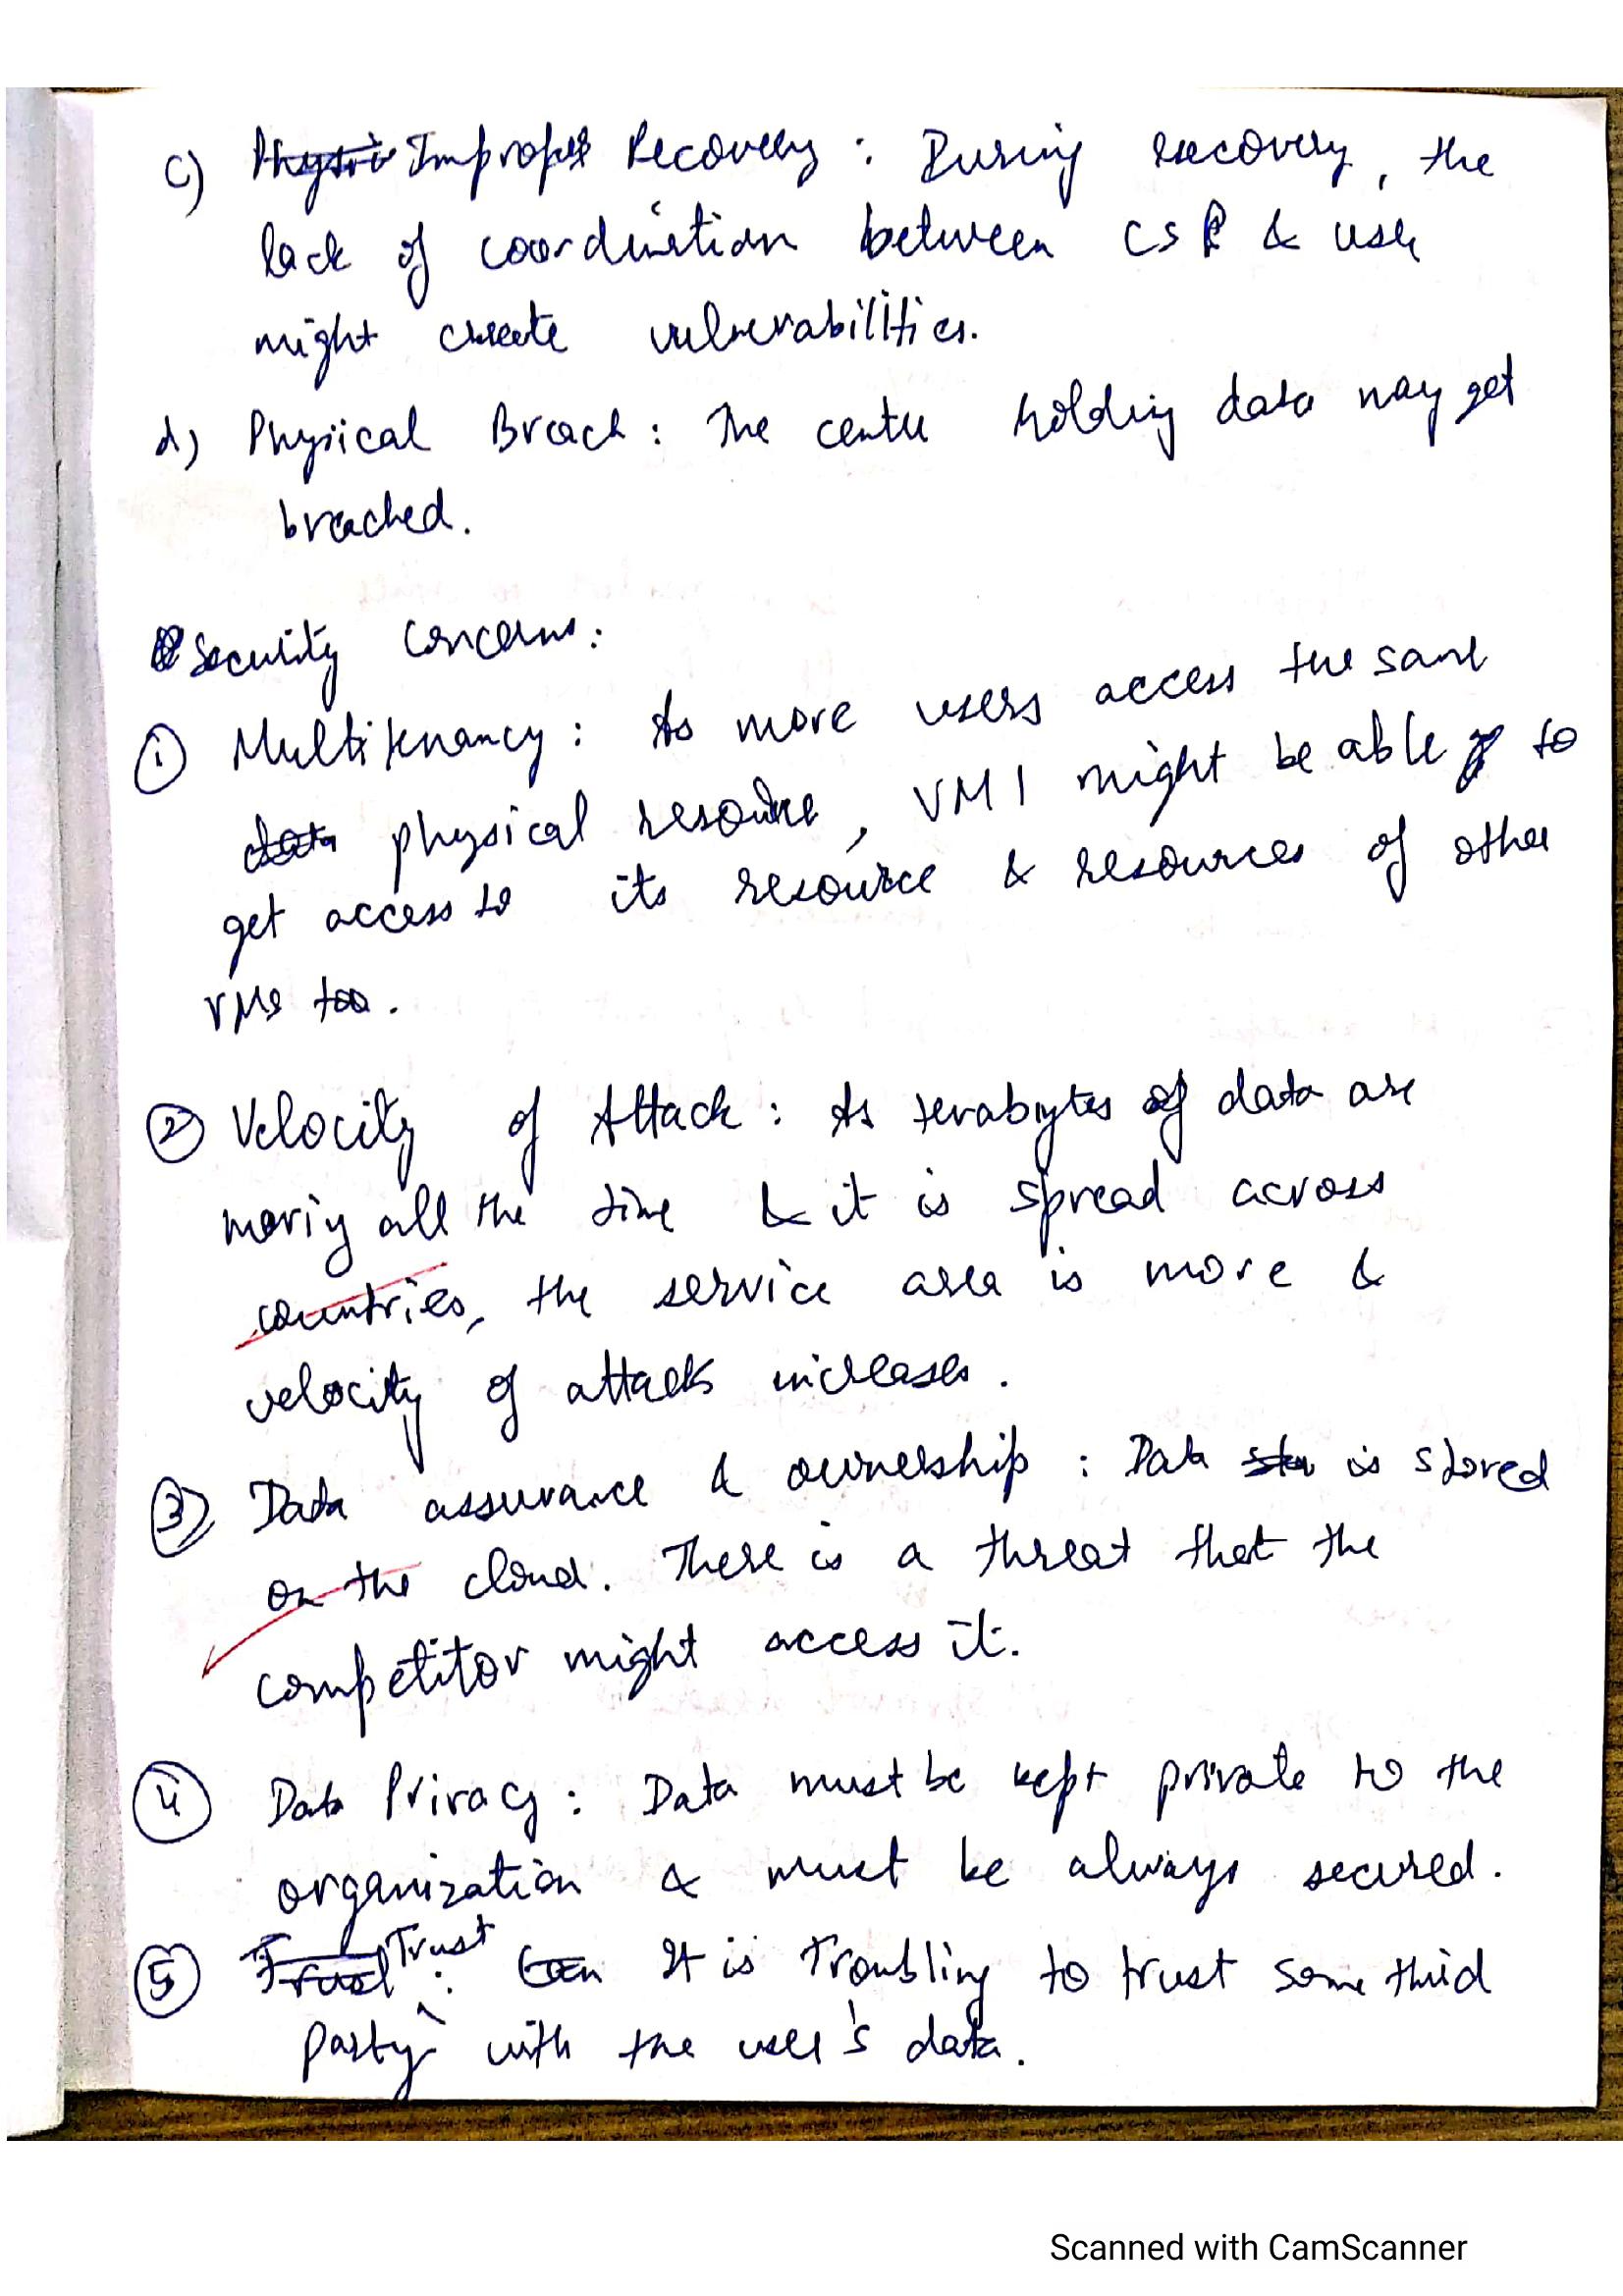 c) Improper Recovery : During recovery, the
lack of coordination between CSP & user
might create vulnerabilities.
d) Physical Breach : The centre holding data may get
breached.
Security Concerns :
① Multitenancy : As more users access the same
physical resource, VM1 might be able to
get access to its resource & resources of other
VMs too.
② Velocity of Attack : As terabytes of data are
moving all the time & it is spread across
countries, the service area is more &
velocity of attacks increases.
③ Data assurance & ownership : Data is stored
on the cloud. There is a threat that the
competitor might access it.
④ Data Privacy : Data must be kept private to the
organization & must be always secured.
⑤ Trust : It is Troubling to trust some third
party with the user's data.
Scanned with CamScanner